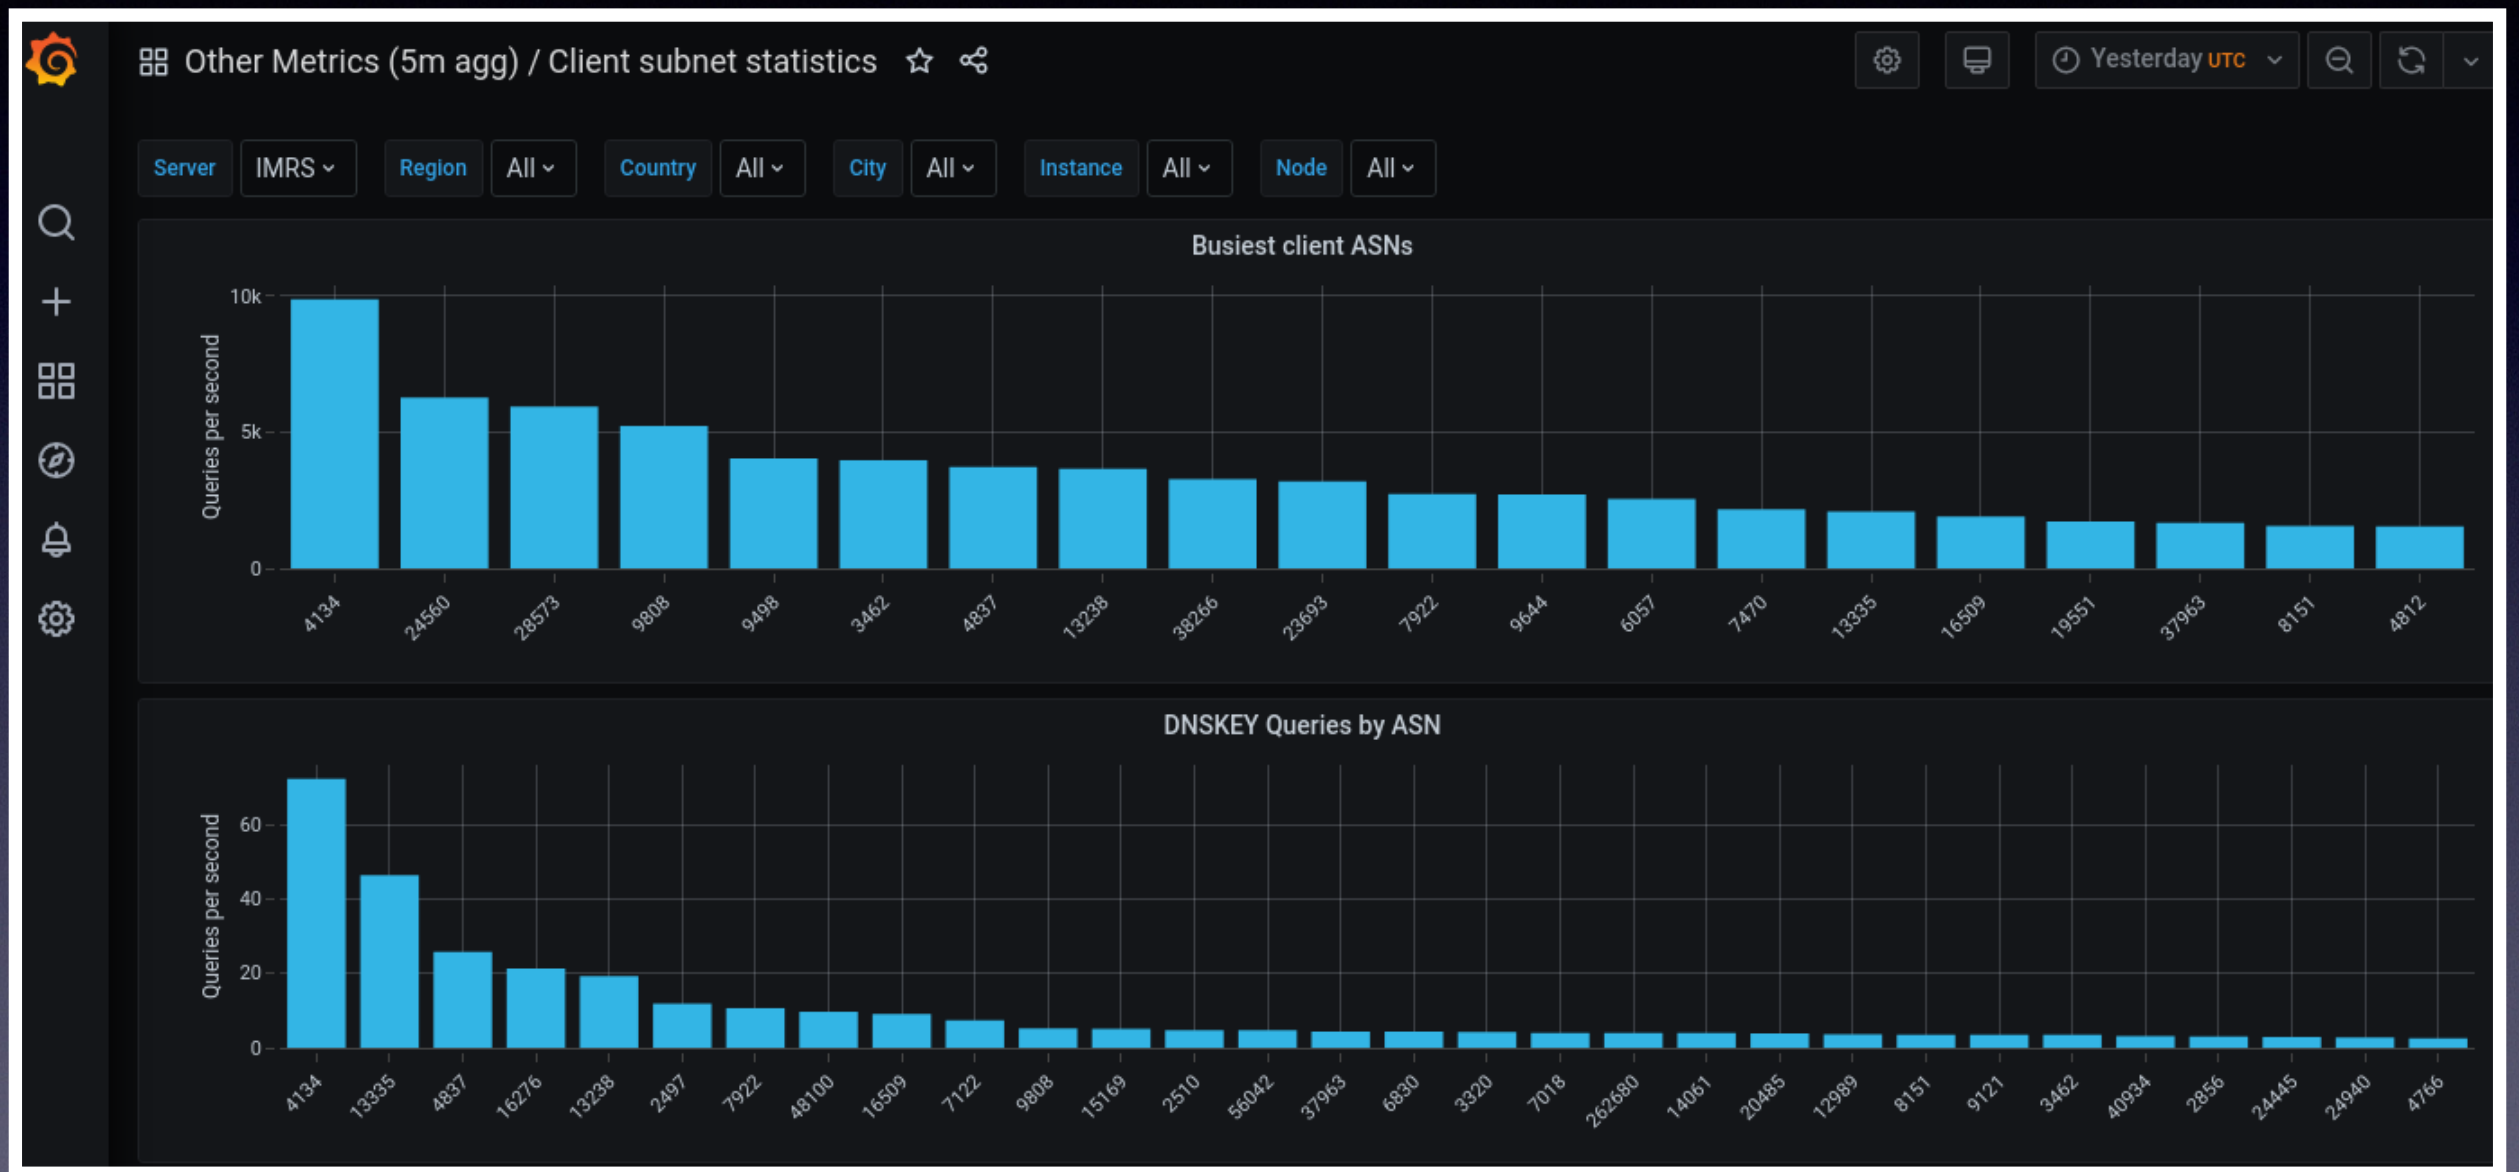 Other Metrics (5m agg) / Client subnet statistics
Yesterday UTC
Server IMRS Region All Country All City All Instance All Node All
Busiest client ASNs
Queries per second
10k
5k
0
4134 24560 28573 9808 9498 3462 4837 13238 38266 23693 7922 9644 6057 7470 13335 16509 19551 37963 8151 4812
DNSKEY Queries by ASN
Queries per second
60
40
20
0
4134 13335 4837 16276 13238 2497 7922 48100 16509 7122 9808 15169 2510 56042 37963 6830 3320 7018 262680 14061 20485 12989 8151 9121 3462 40934 28556 24445 24940 4766